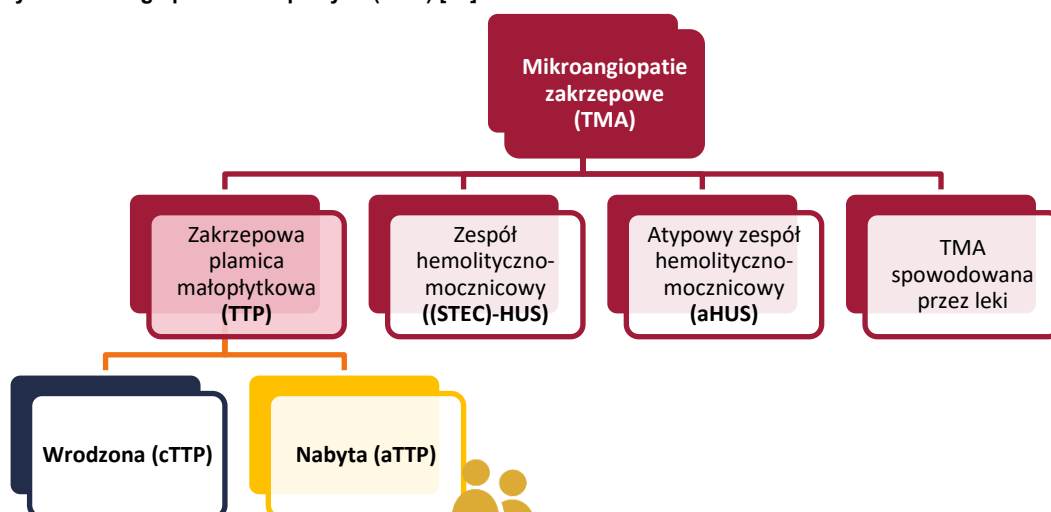 Mikroangiopatie
zakrzepowe
(TMA)
Zakrzepowa
plamica
małopłytkowa
(TTP)
Zespół
hemolityczno-
mocznicowy
((STEC)-HUS)
Atypowy zespół
hemolityczno-
mocznicowy
(aHUS)
TMA
spowodowana
przez leki
Wrodzona (cTTP)
Nabyta (aTTP)